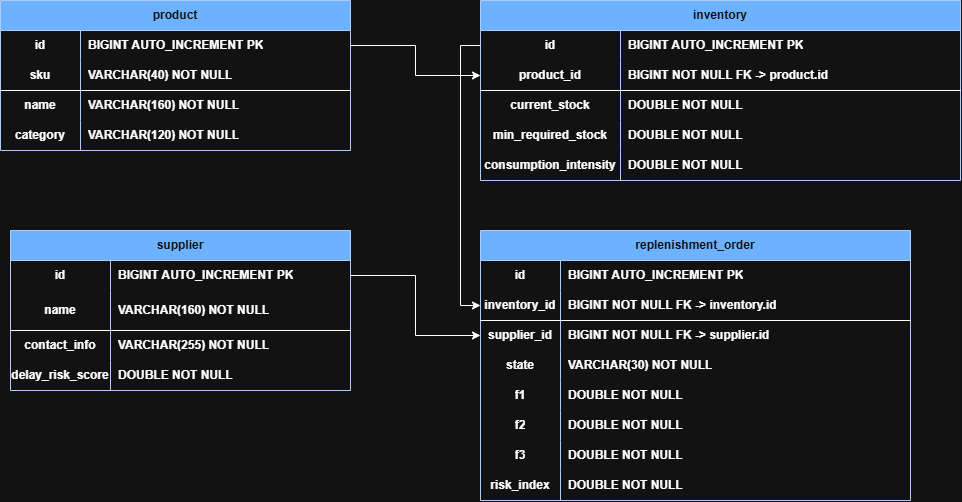 product
id BIGINT AUTO_INCREMENT PK
sku VARCHAR(40) NOT NULL
name VARCHAR(160) NOT NULL
category VARCHAR(120) NOT NULL
inventory
id BIGINT AUTO_INCREMENT PK
product_id BIGINT NOT NULL FK -> product.id
current_stock DOUBLE NOT NULL
min_required_stock DOUBLE NOT NULL
consumption_intensity DOUBLE NOT NULL
supplier
id BIGINT AUTO_INCREMENT PK
name VARCHAR(160) NOT NULL
contact_info VARCHAR(255) NOT NULL
delay_risk_score DOUBLE NOT NULL
replenishment_order
id BIGINT AUTO_INCREMENT PK
inventory_id BIGINT NOT NULL FK -> inventory.id
supplier_id BIGINT NOT NULL FK -> supplier.id
state VARCHAR(30) NOT NULL
f1 DOUBLE NOT NULL
f2 DOUBLE NOT NULL
f3 DOUBLE NOT NULL
risk_index DOUBLE NOT NULL